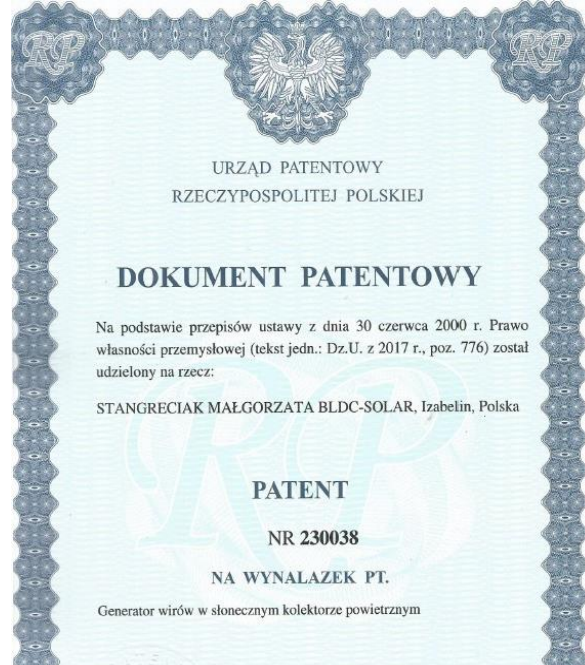 URZĄD PATENTOWY
RZECZYPOSPOLITEJ POLSKIEJ
DOKUMENT PATENTOWY
Na podstawie przepisów ustawy z dnia 30 czerwca 2000 r. Prawo
własności przemysłowej (tekst jedn.: Dz.U. z 2017 r., poz. 776) został
udzielony na rzecz:
STANGRECIAK MAŁGORZATA BLDC-SOLAR, Izabelin, Polska
RP
PATENT
NR 230038
NA WYNALAZEK PT.
Generator wirów w słonecznym kolektorze powietrznym